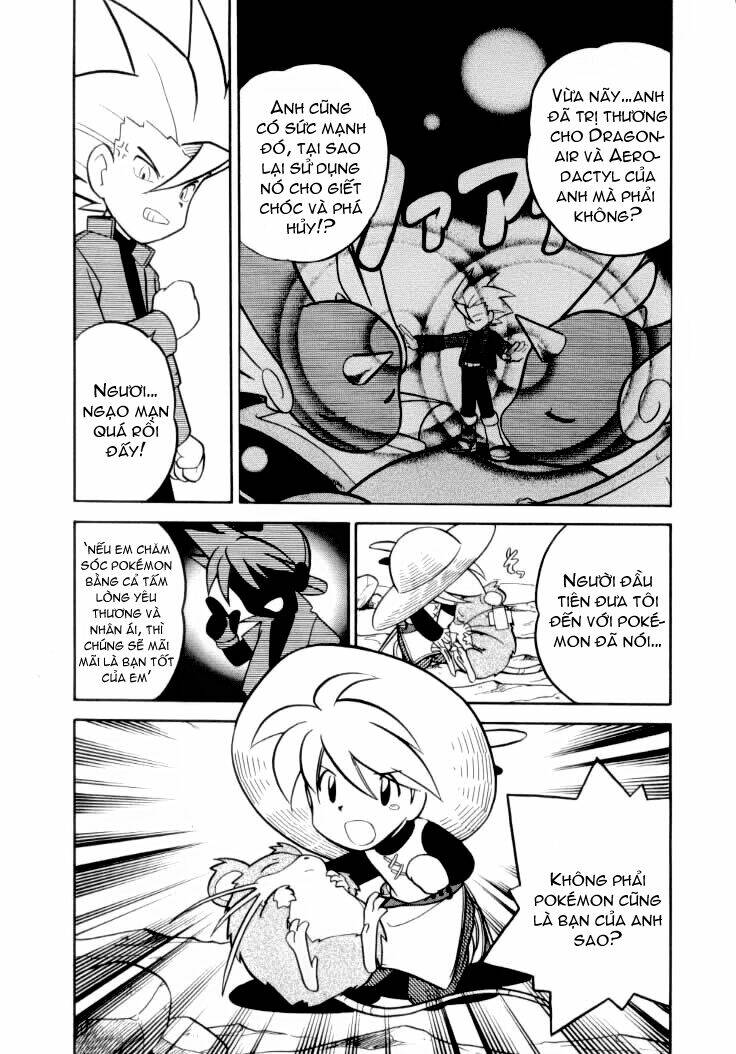 VỪA NÃY...ANH
ĐÃ TRỊ THƯƠNG
CHO DRAGON-
AIR VÀ AERO-
DACTYL CỦA
ANH MÀ PHẢI
KHÔNG?
ANH CŨNG
CÓ SỨC MẠNH
ĐÓ, TẠI SAO
LẠI SỬ DỤNG
NÓ CHO GIẾT
CHÓC VÀ PHÁ
HỦY!?
ァァァ
NGƯƠI...
NGẠO MẠN
QUÁ RỒI
ĐẤY!
NGƯỜI ĐẦU
TIÊN ĐƯA TÔI
ĐẾN VỚI POKÉ-
MON ĐÃ NÓI...
'NẾU EM CHĂM
SÓC POKÉMON
BẰNG CẢ TẤM
LÒNG YÊU
THƯƠNG VÀ
NHÂN ÁI, THÌ
CHÚNG SẼ MÃI
MÃI LÀ BẠN TỐT
CỦA EM'
KHÔNG PHẢI
POKÉMON CŨNG
LÀ BẠN CỦA ANH
SAO?